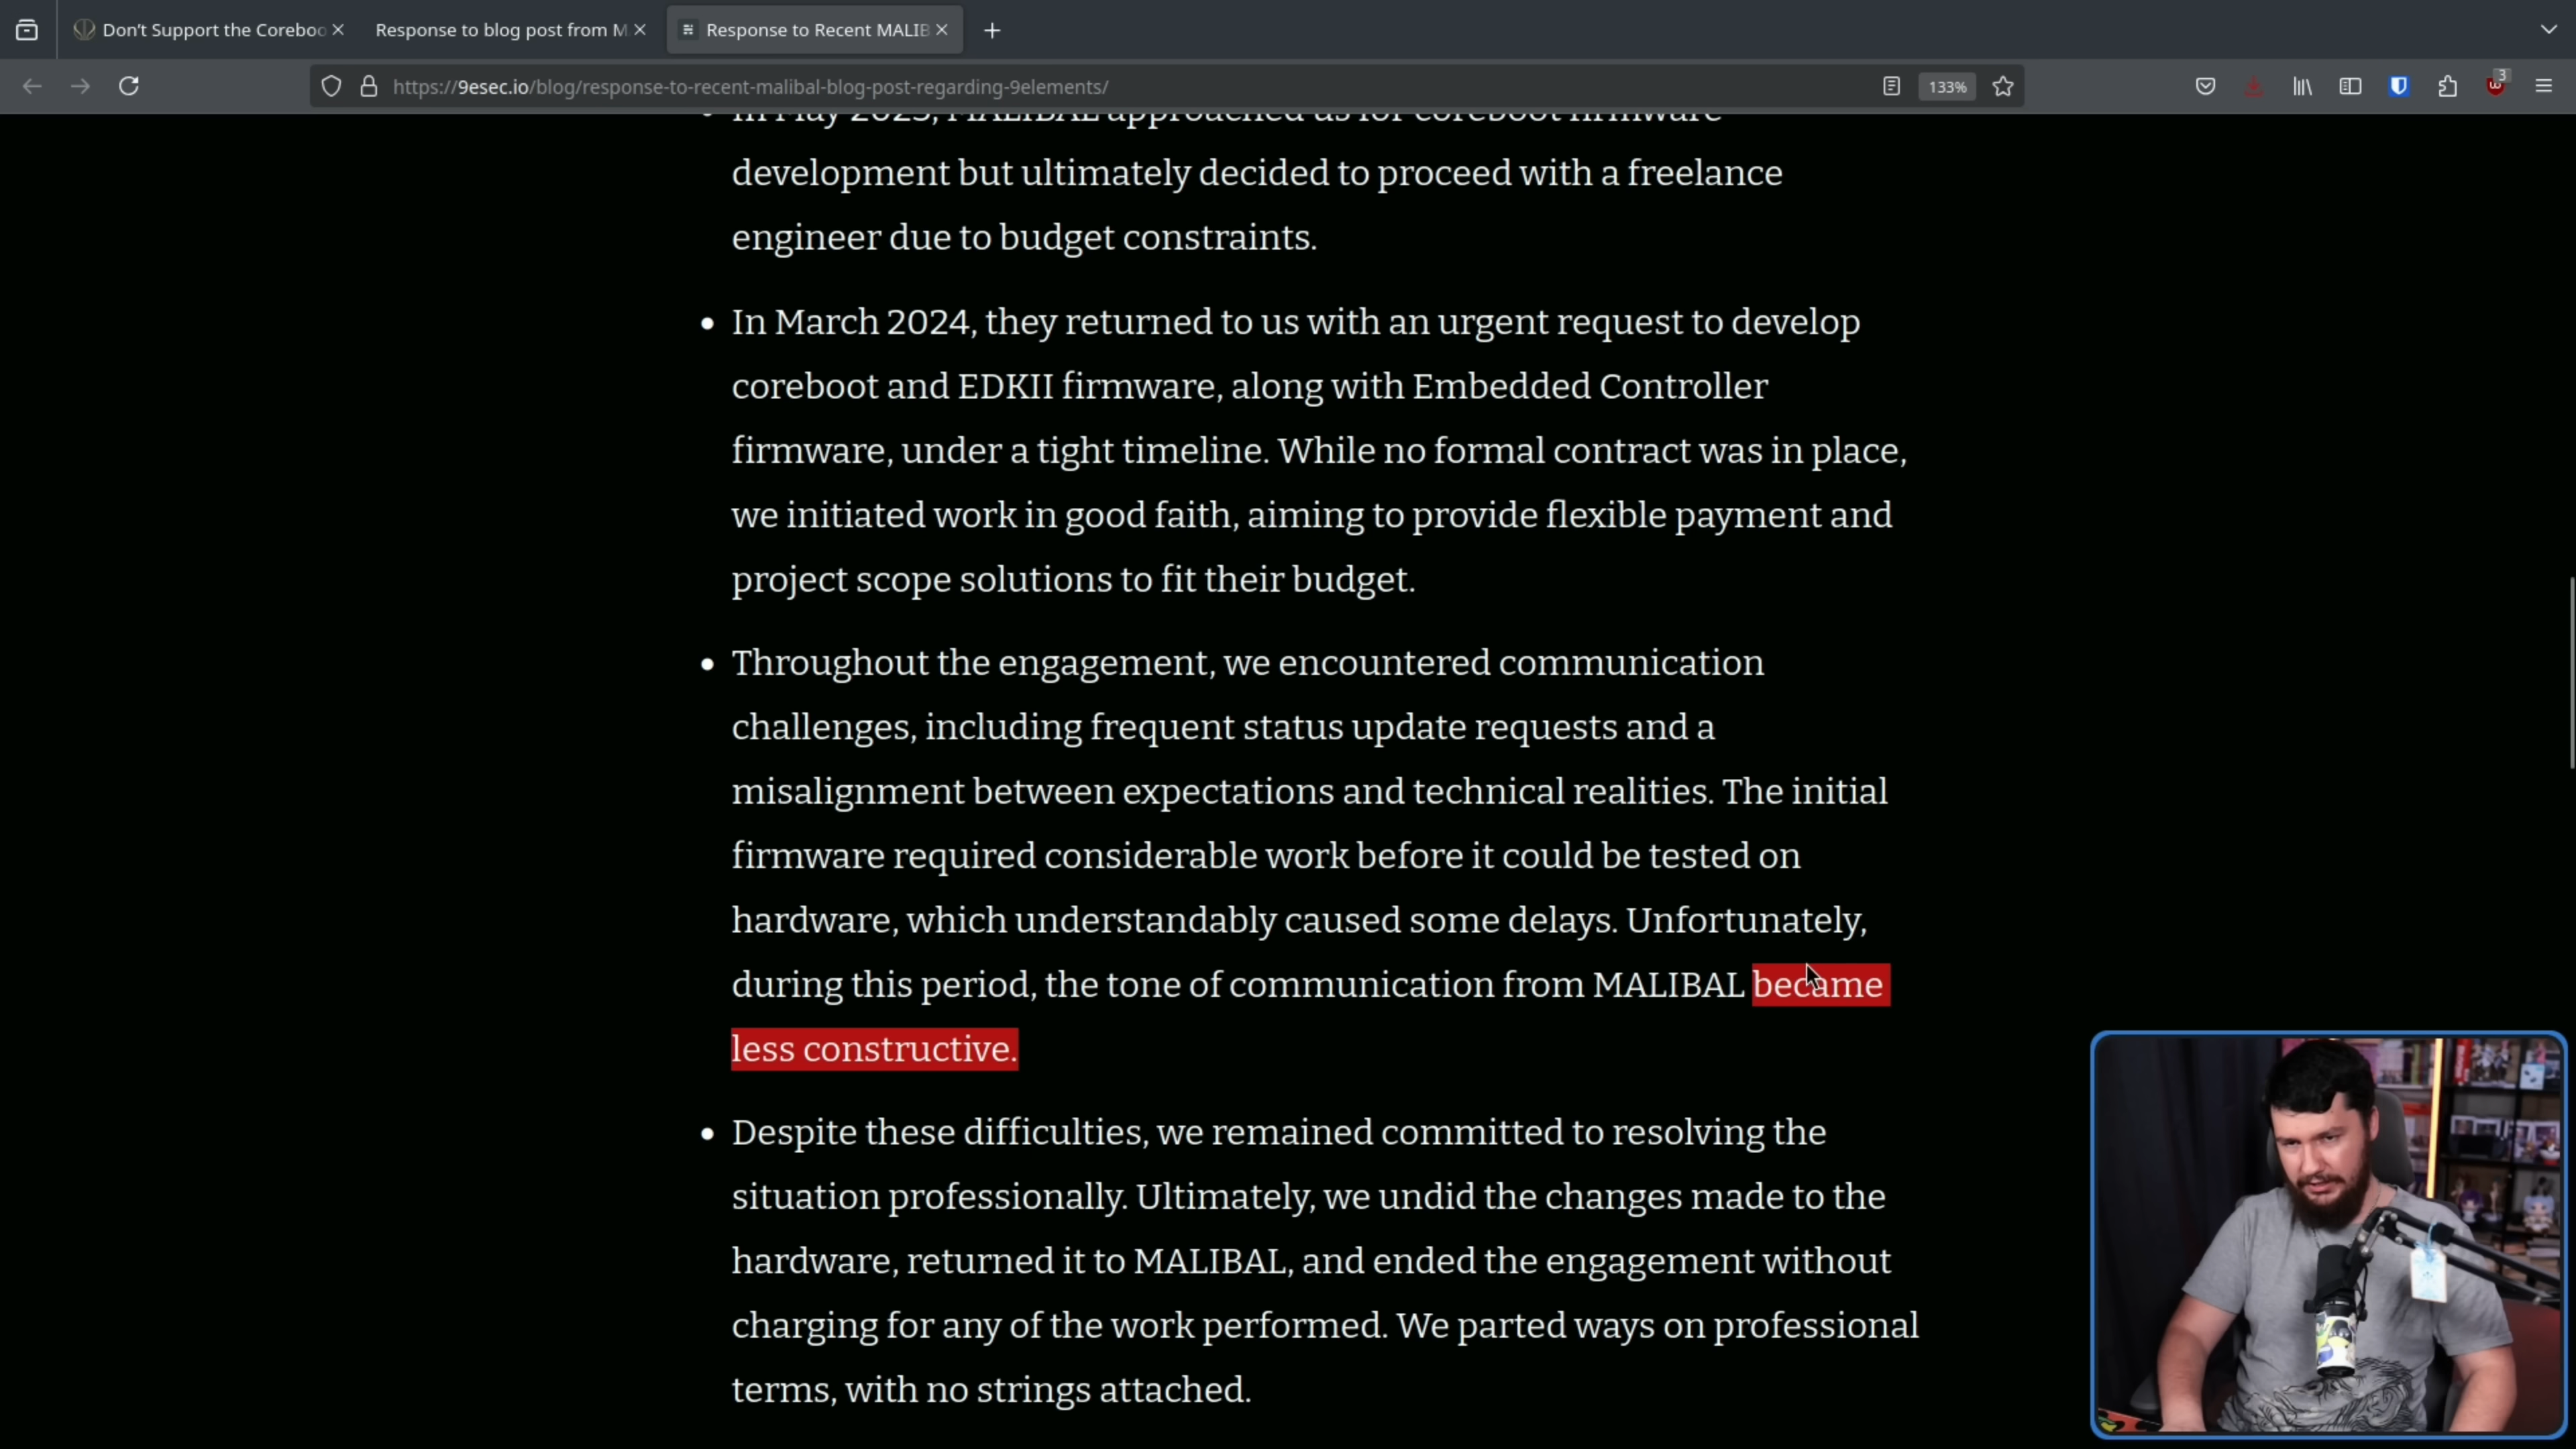 Don't Support the Coreboo
Response to blog post from M
Response to Recent MALIB
https://9esec.io/blog/response-to-recent-malibal-blog-post-regarding-9elements/
133%
3
In May 2023, MALIBAL approached us for coreboot firmware
development but ultimately decided to proceed with a freelance
engineer due to budget constraints.
In March 2024, they returned to us with an urgent request to develop
coreboot and EDKII firmware, along with Embedded Controller
firmware, under a tight timeline. While no formal contract was in place,
we initiated work in good faith, aiming to provide flexible payment and
project scope solutions to fit their budget.
Throughout the engagement, we encountered communication
challenges, including frequent status update requests and a
misalignment between expectations and technical realities. The initial
firmware required considerable work before it could be tested on
hardware, which understandably caused some delays. Unfortunately,
during this period, the tone of communication from MALIBAL became
less constructive.
Despite these difficulties, we remained committed to resolving the
situation professionally. Ultimately, we undid the changes made to the
hardware, returned it to MALIBAL, and ended the engagement without
charging for any of the work performed. We parted ways on professional
terms, with no strings attached.